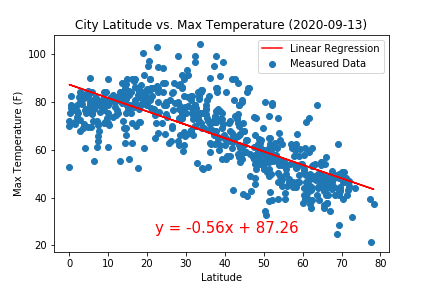 City Latitude vs. Max Temperature (2020-09-13)
Linear Regression
Measured Data
100
80
60
40
20
Max Temperature (F)
y = -0.56x + 87.26
0
10
20
30
40
50
60
70
80
Latitude